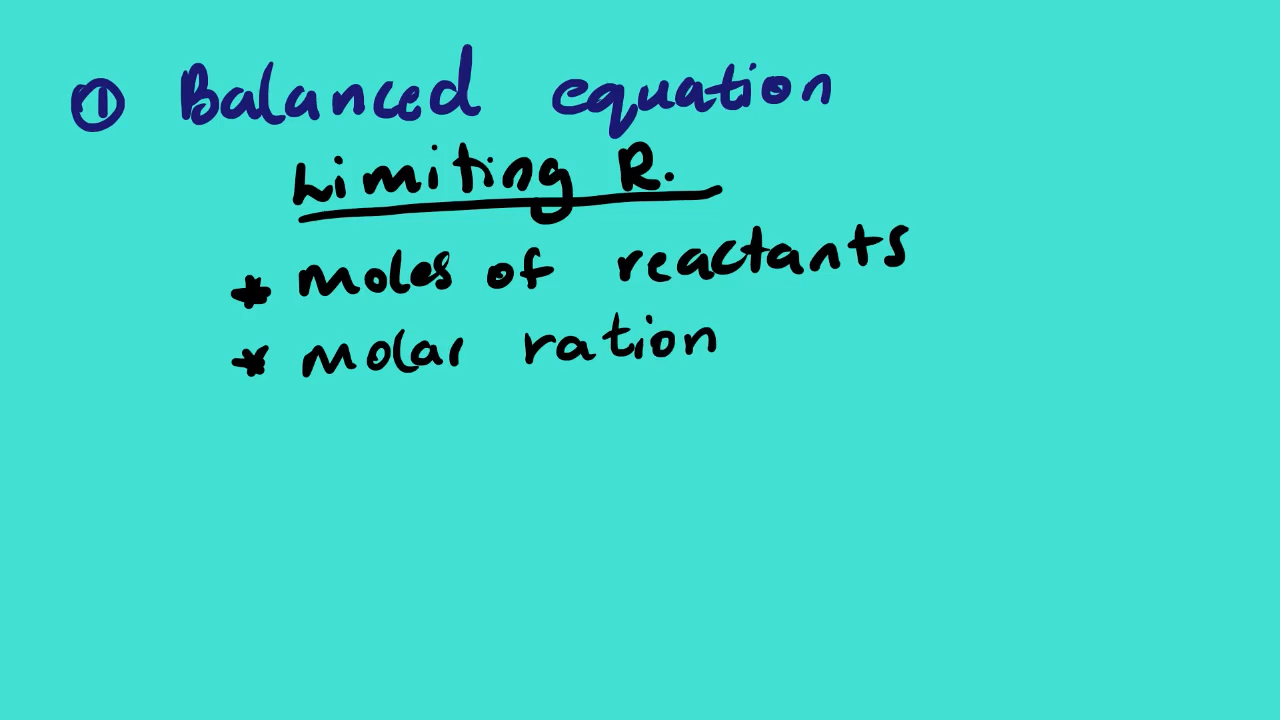 ① Balanced equation
Limiting R.
* moles of reactants
* molar ration